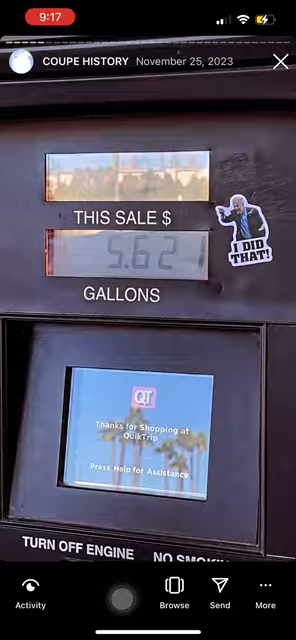 9:17
COUPE HISTORY November 25, 2023
THIS SALE $
5.621
I DID
THAT!
GALLONS
QT
Thanks for Shopping at
QuikTrip
Press Help for Assistance
TURN OFF ENGINE NO SMOKIN
Activity
Browse
Send
More